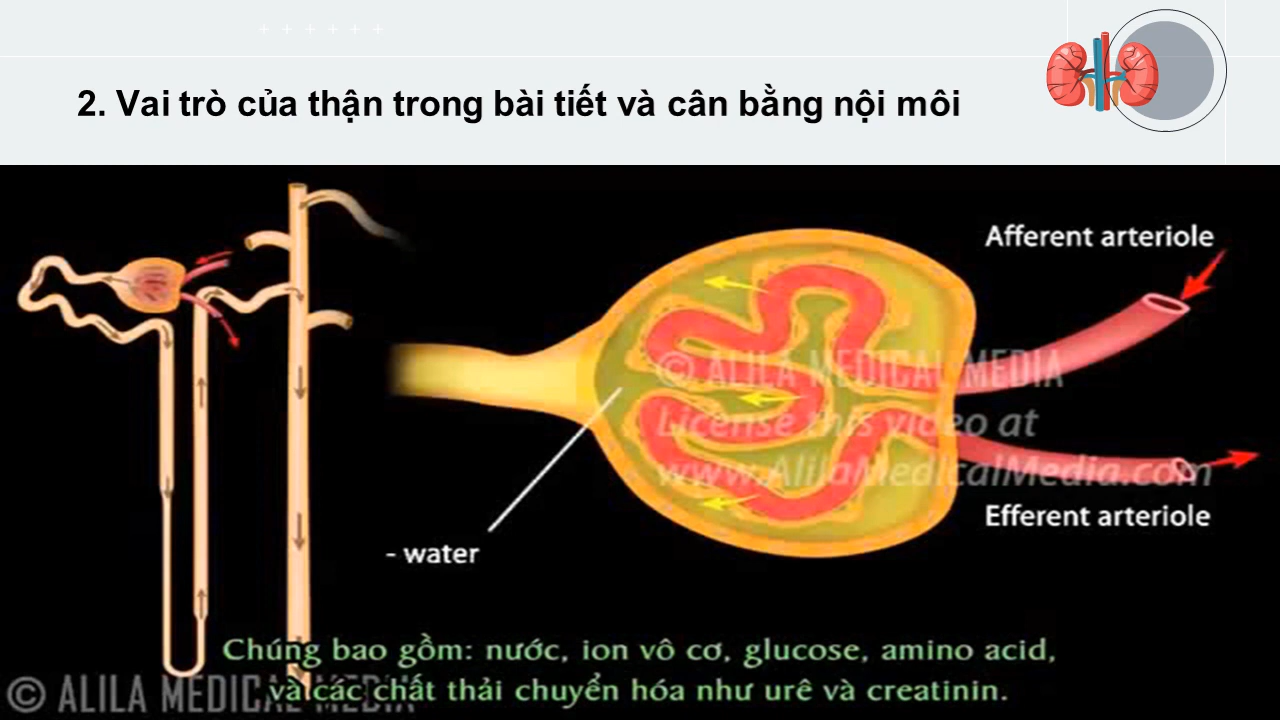 2. Vai trò của thận trong bài tiết và cân bằng nội môi
Afferent arteriole
© ALILA MEDICAL MEDIA
License this video at
www.AlilaMedicalMedia.com
Efferent arteriole
- water
Chúng bao gồm: nước, ion vô cơ, glucose, amino acid,
và các chất thải chuyển hóa như urê và creatinin.
© ALILA MEDICAL MEDIA